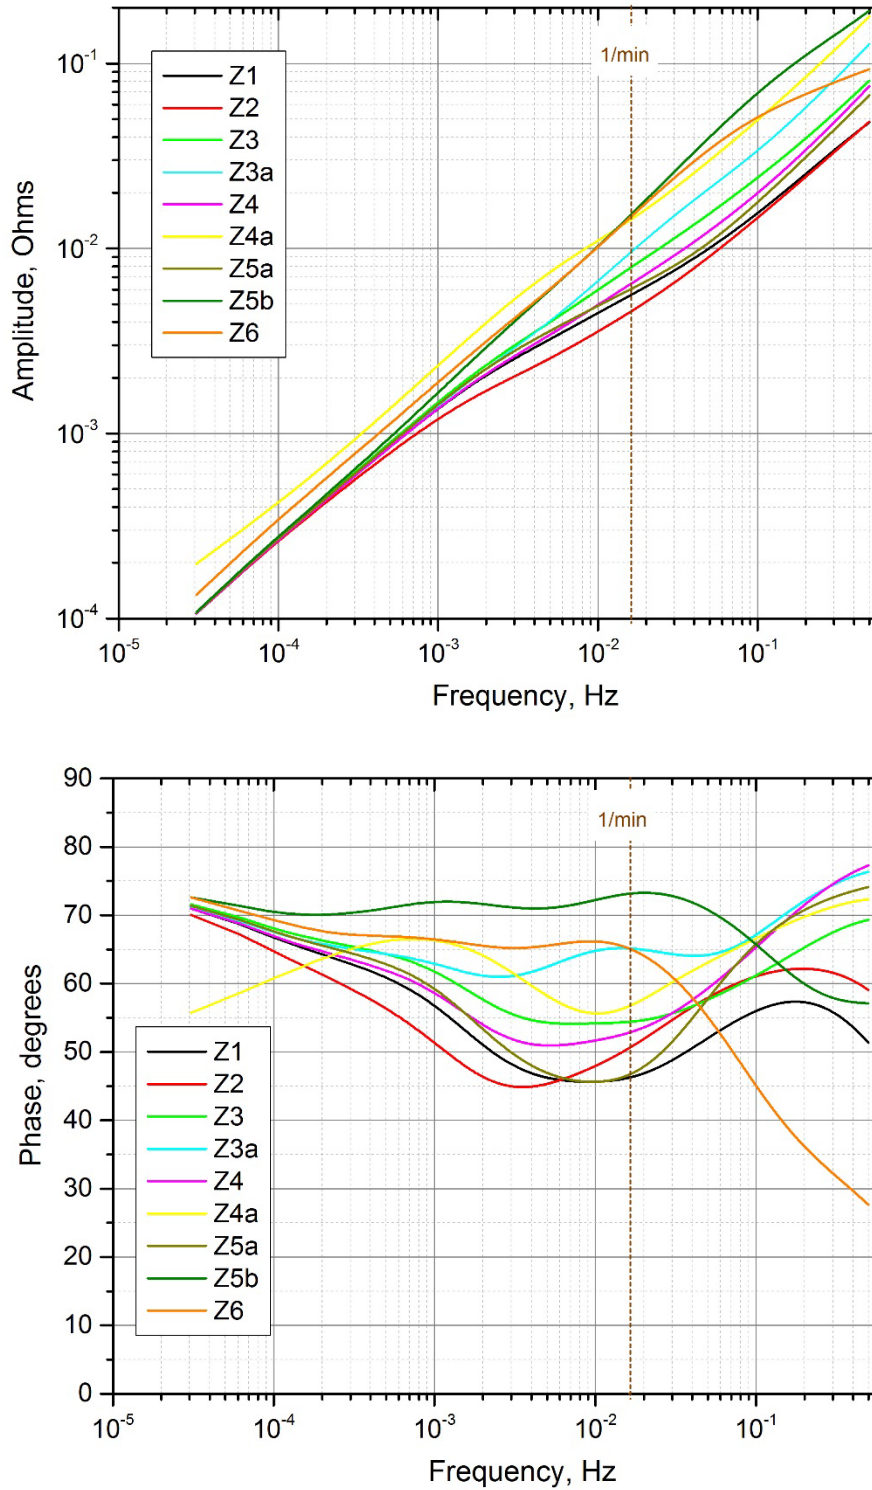 10⁻¹
10⁻²
10⁻³
10⁻⁴
Amplitude, Ohms
1/min
Z1
Z2
Z3
Z3a
Z4
Z4a
Z5a
Z5b
Z6
10⁻⁵ 10⁻⁴ 10⁻³ 10⁻² 10⁻¹
Frequency, Hz
90
80
70
60
50
40
30
20
10
0
Phase, degrees
1/min
Z1
Z2
Z3
Z3a
Z4
Z4a
Z5a
Z5b
Z6
10⁻⁵ 10⁻⁴ 10⁻³ 10⁻² 10⁻¹
Frequency, Hz